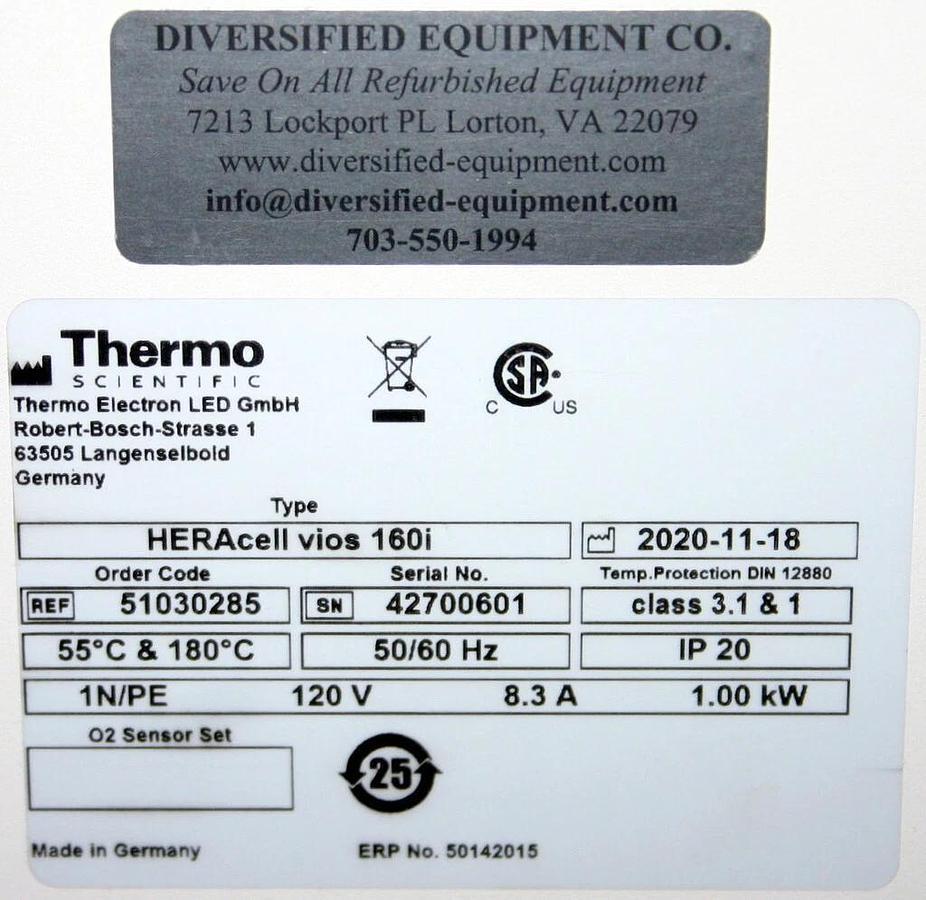 DIVERSIFIED EQUIPMENT CO.
Save On All Refurbished Equipment
7213 Lockport PL Lorton, VA 22079
www.diversified-equipment.com
info@diversified-equipment.com
703-550-1994
Thermo
SCIENTIFIC
Thermo Electron LED GmbH
Robert-Bosch-Strasse 1
63505 Langenselbold
Germany
SA
C US
Type
HERAcell vios 160i 2020-11-18
Order Code Serial No. Temp.Protection DIN 12880
REF 51030285 SN 42700601 class 3.1 & 1
55°C & 180°C 50/60 Hz IP 20
1N/PE 120 V 8.3 A 1.00 kW
O2 Sensor Set
25
Made in Germany ERP No. 50142015